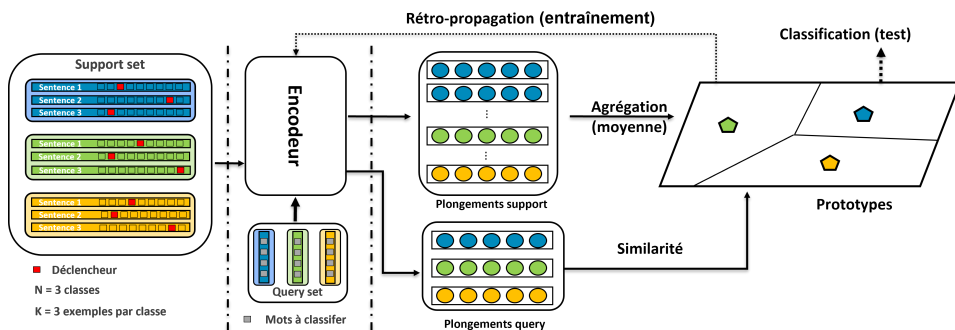 Rétro-propagation (entraînement)
Classification (test)
Support set
Sentence 1
Sentence 2
Sentence 3
Sentence 1
Sentence 2
Sentence 3
Sentence 1
Sentence 2
Sentence 3
Déclencheur
N = 3 classes
K = 3 exemples par classe
Encodeur
Query set
Mots à classifer
Plongements support
Plongements query
Agrégation
(moyenne)
Similarité
Prototypes